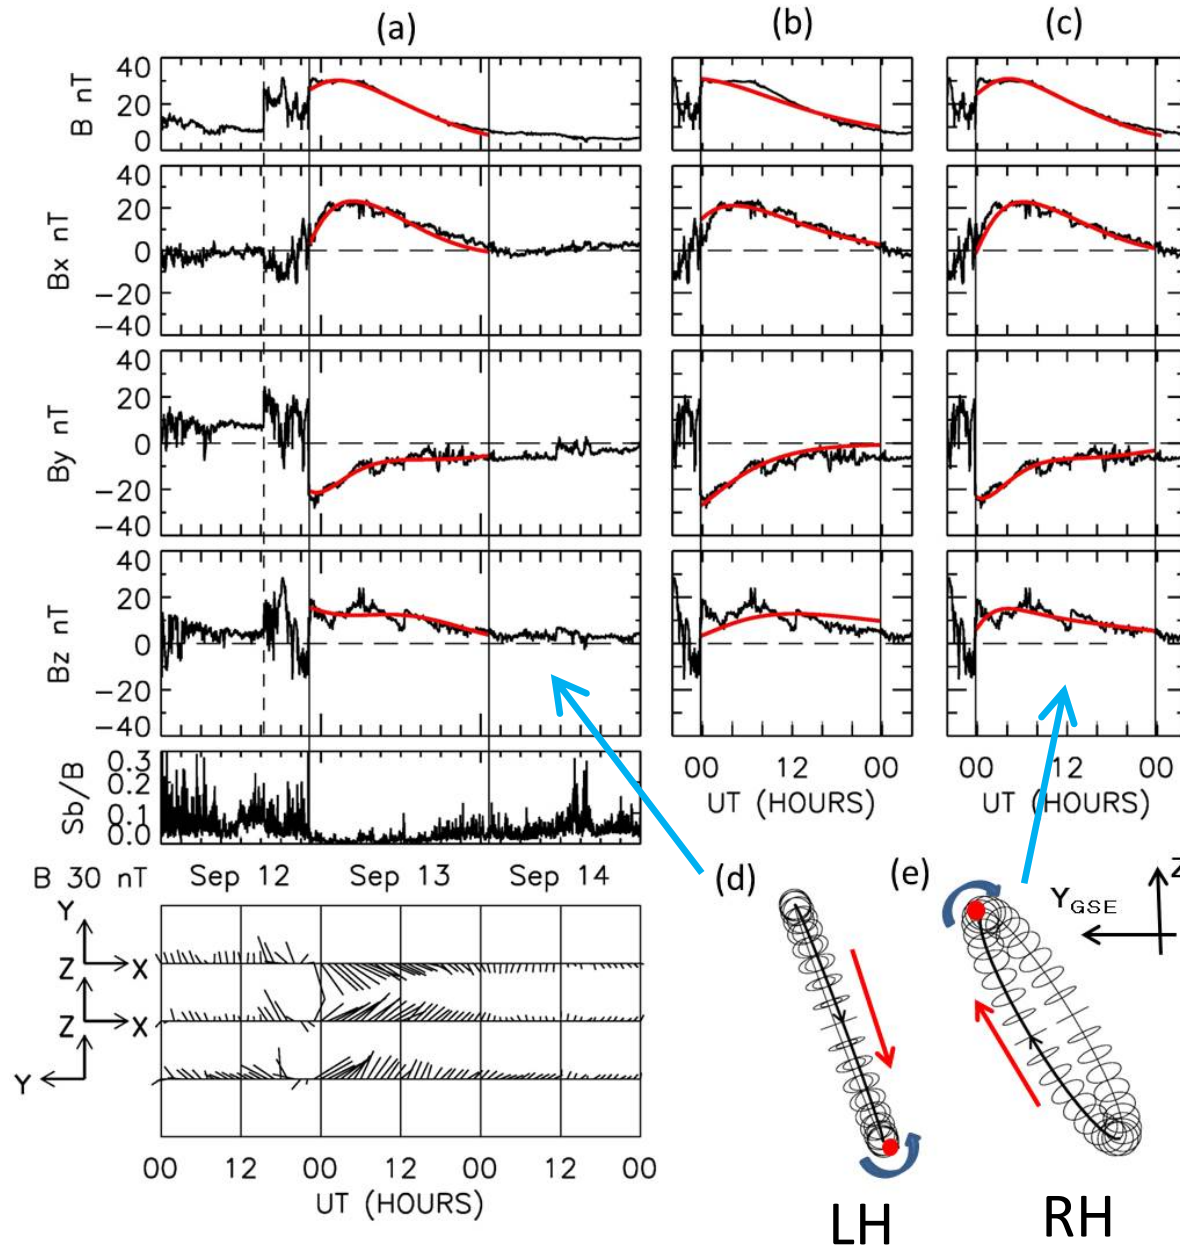 (a) (b) (c)
B nT
40
20
0
Bx nT
40
20
0
−20
−40
By nT
40
20
0
−20
−40
Bz nT
40
20
0
−20
−40
00 12 00
UT (HOURS)
00 12 00
UT (HOURS)
Sb/B
0.3
0.2
0.1
0.0
B 30 nT Sep 12 Sep 13 Sep 14
(d) (e)
Z
Y GSE
Y
Z X
Z X
Y
00 12 00 12 00 12 00
UT (HOURS)
LH RH